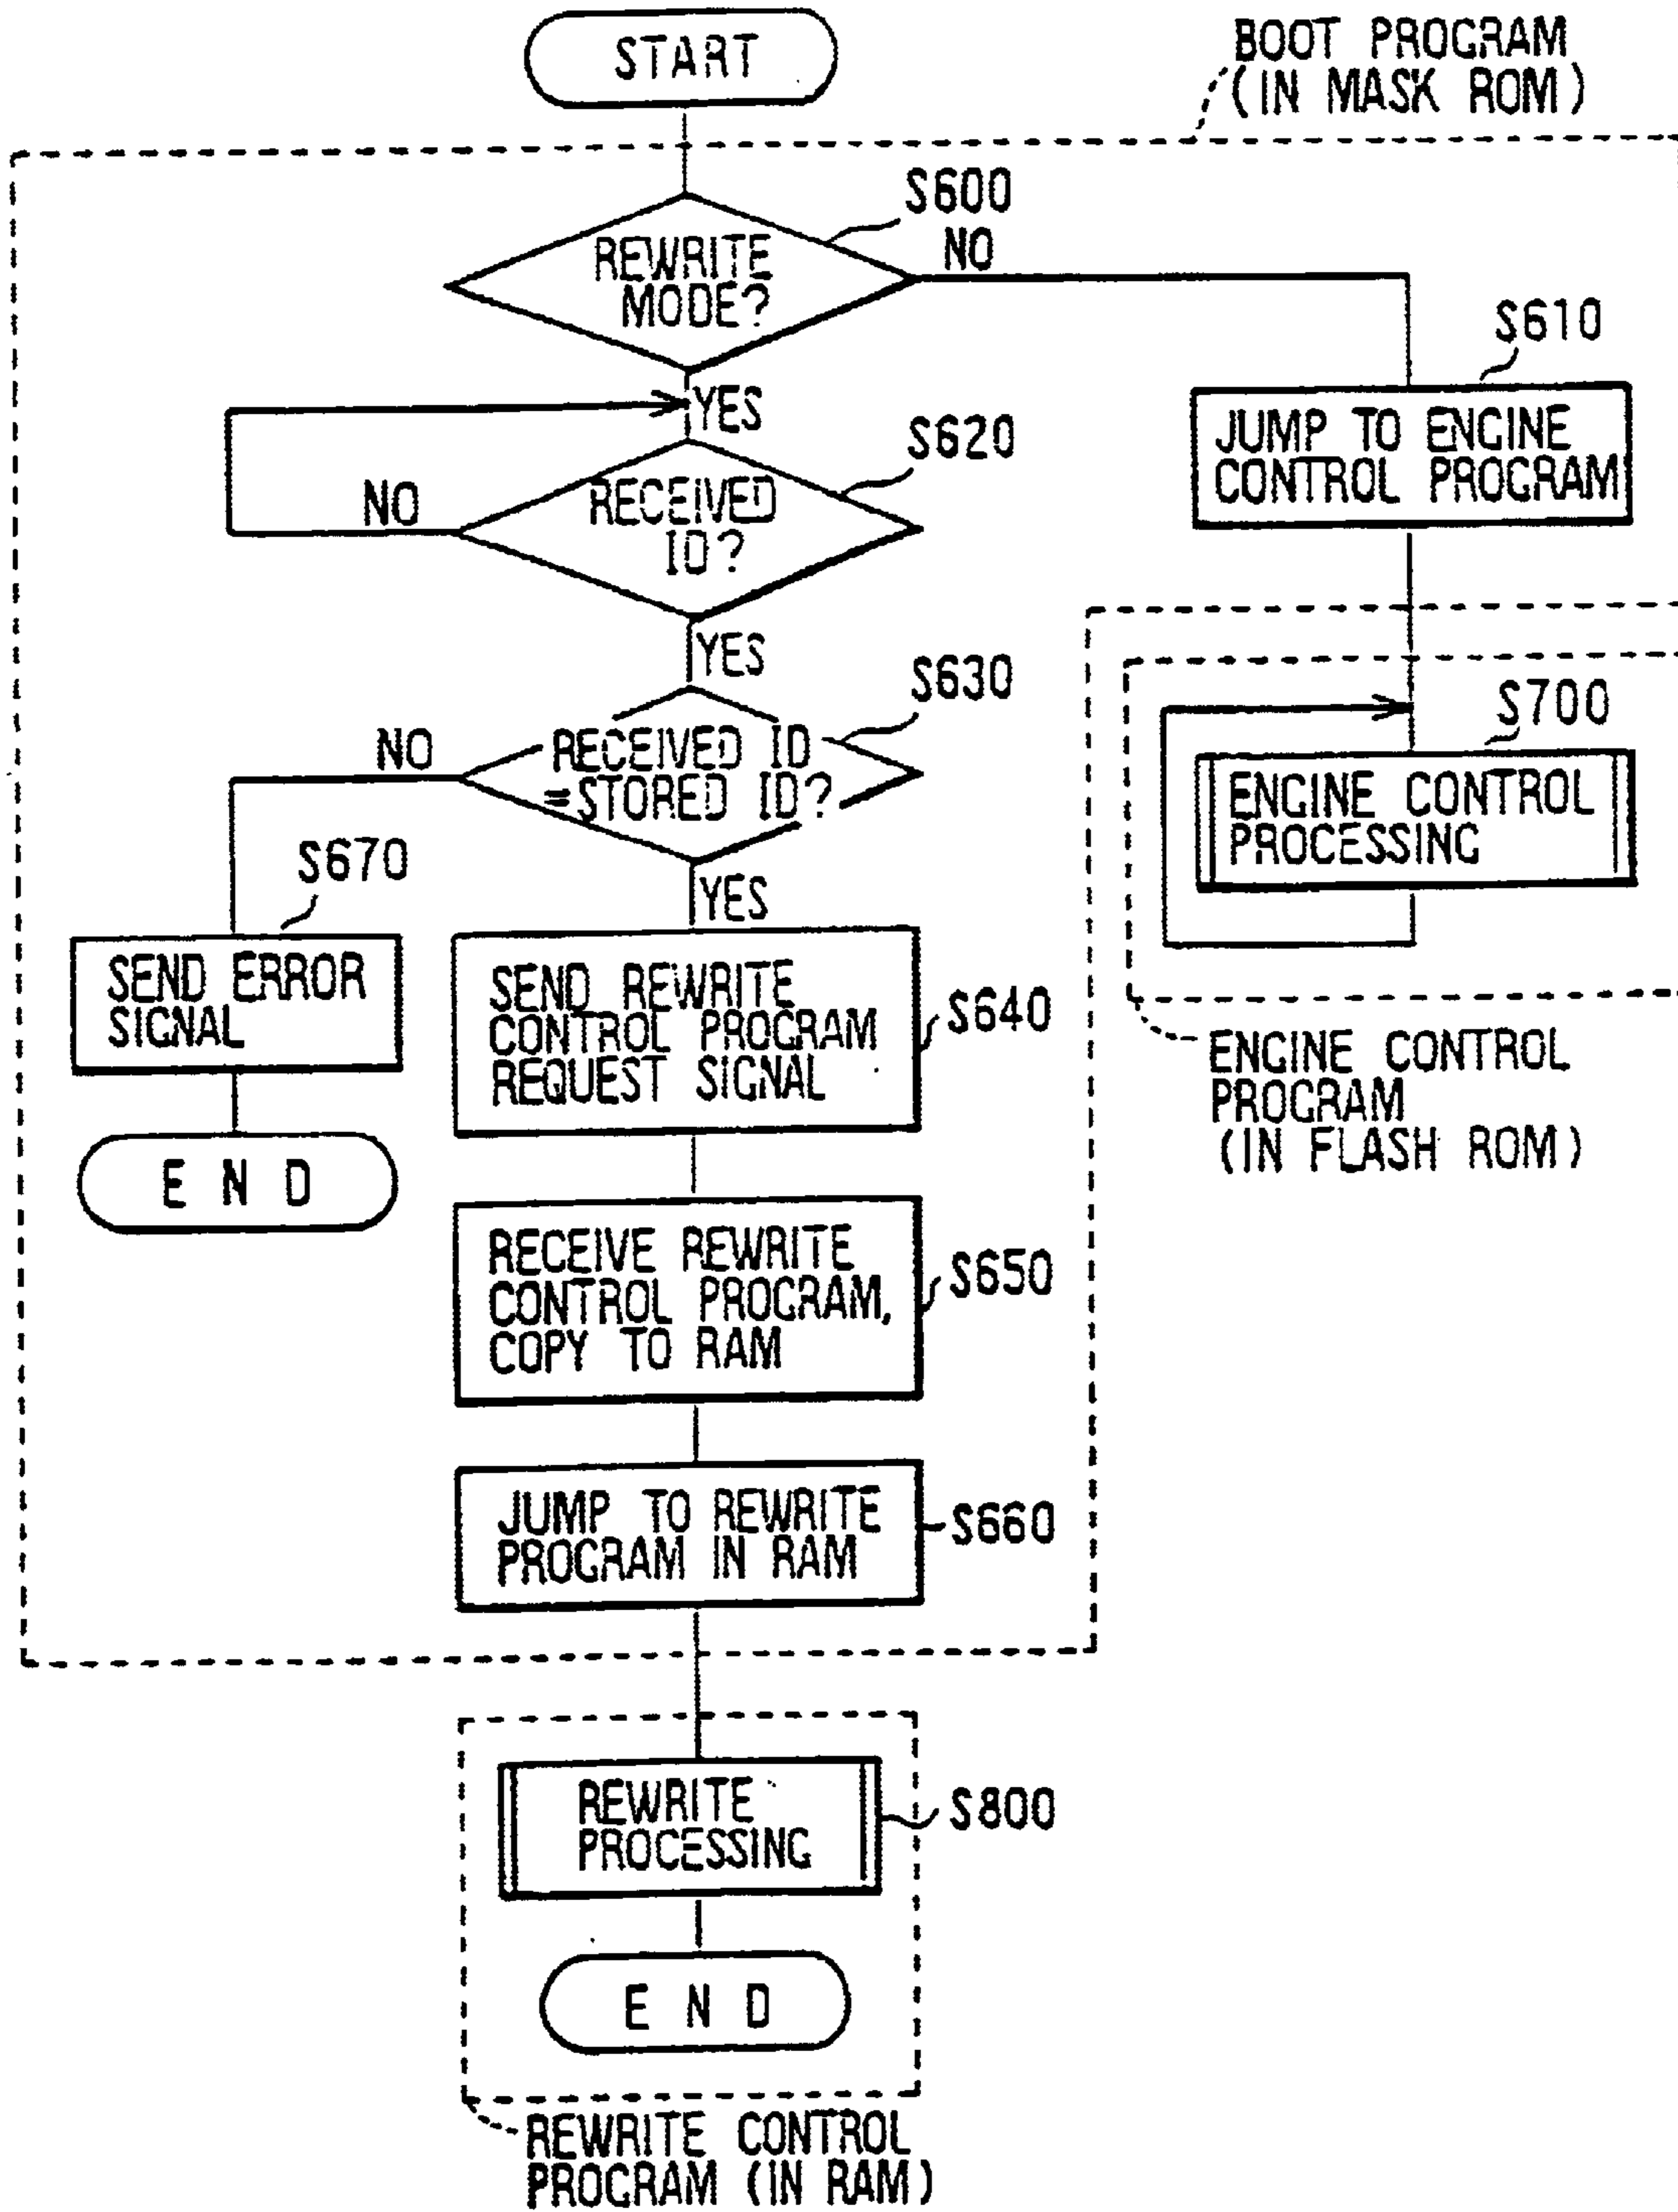 START
BOOT PROGRAM
(IN MASK ROM)
S600
REWRITE
MODE?
NO
YES
S610
JUMP TO ENGINE
CONTROL PROGRAM
S620
RECEIVED
ID?
NO
YES
S630
RECEIVED ID
=STORED ID?
NO
YES
S700
ENGINE CONTROL
PROCESSING
ENGINE CONTROL
PROGRAM
(IN FLASH ROM)
S670
SEND ERROR
SIGNAL
END
SEND REWRITE
CONTROL PROGRAM
REQUEST SIGNAL
S640
RECEIVE REWRITE
CONTROL PROGRAM,
COPY TO RAM
S650
JUMP TO REWRITE
PROGRAM IN RAM
S660
REWRITE
PROCESSING
S800
END
REWRITE CONTROL
PROGRAM (IN RAM)